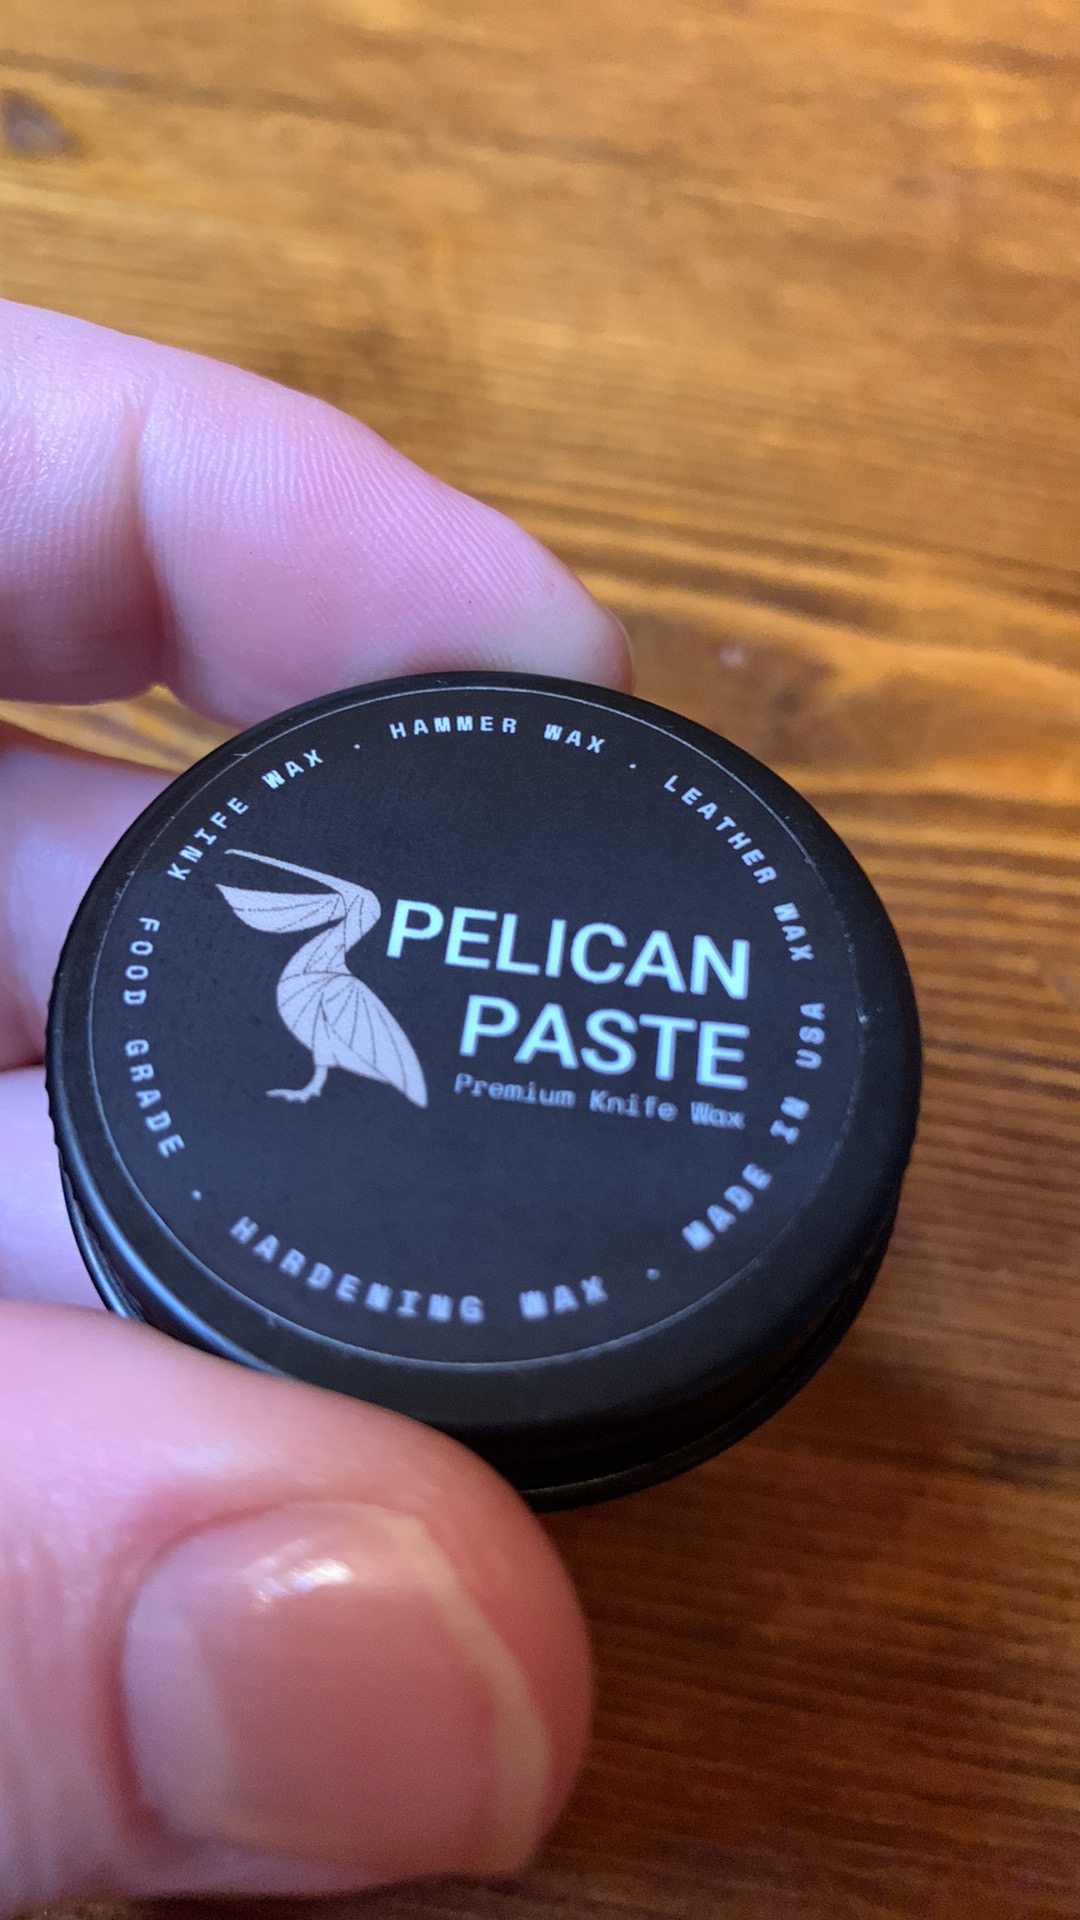 KNIFE WAX · HAMMER WAX · LEATHER WAX
PELICAN
PASTE
Premium Knife Wax
FOOD GRADE · HARDENING WAX · MADE IN USA